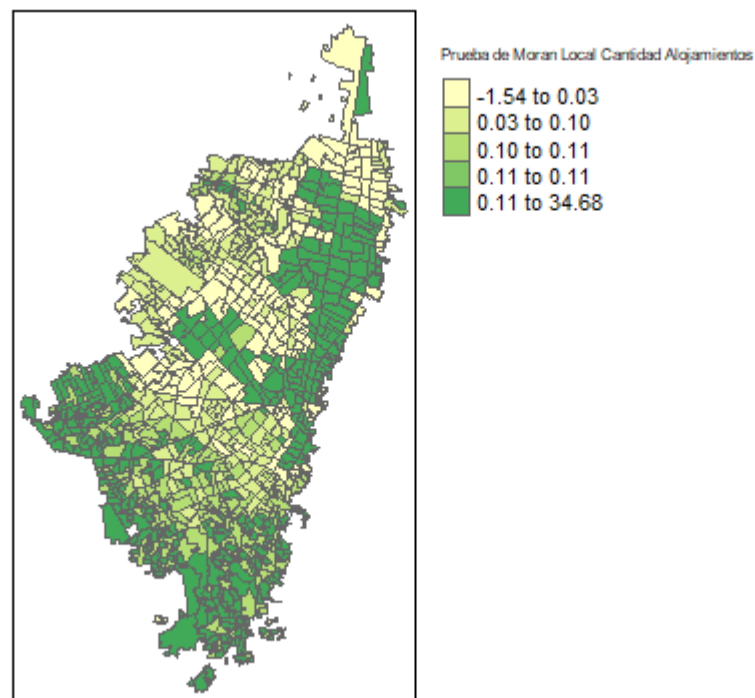 Prueba de Moran Local Cantidad Alojamientos
-1.54 to 0.03
0.03 to 0.10
0.10 to 0.11
0.11 to 0.11
0.11 to 34.68